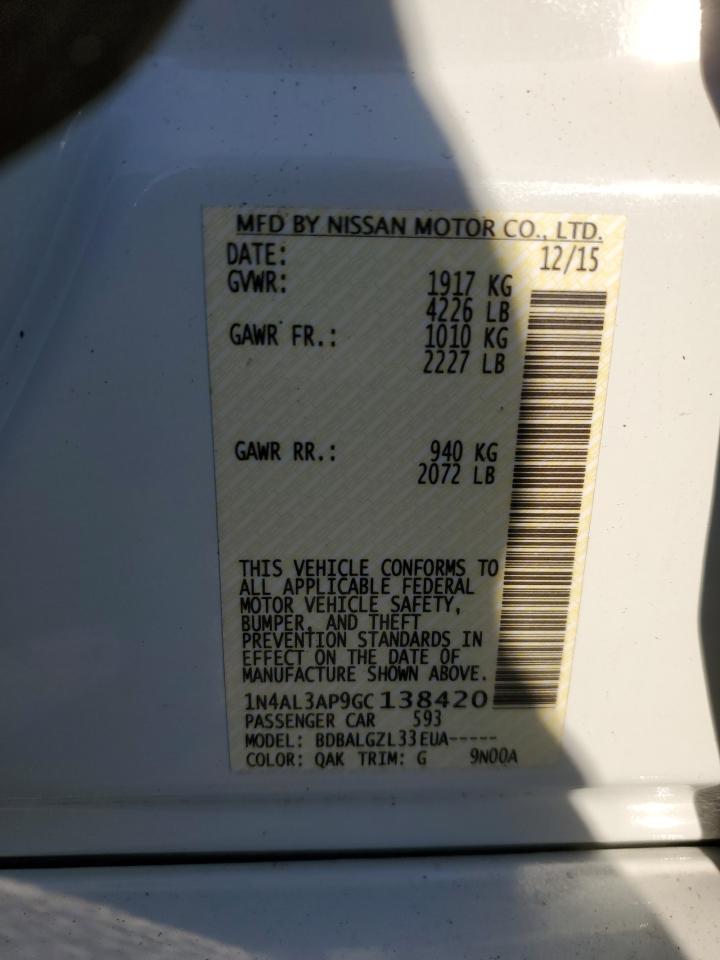 MFD BY NISSAN MOTOR CO., LTD.
DATE: 12/15
GVWR: 1917 KG
4226 LB
GAWR FR.: 1010 KG
2227 LB
GAWR RR.: 940 KG
2072 LB
THIS VEHICLE CONFORMS TO
ALL APPLICABLE FEDERAL
MOTOR VEHICLE SAFETY,
BUMPER, AND THEFT
PREVENTION STANDARDS IN
EFFECT ON THE DATE OF
MANUFACTURE SHOWN ABOVE.
1N4AL3AP9GC138420
PASSENGER CAR 593
MODEL: BDBALGZL33EUA-----
COLOR: QAK TRIM: G 9N00A